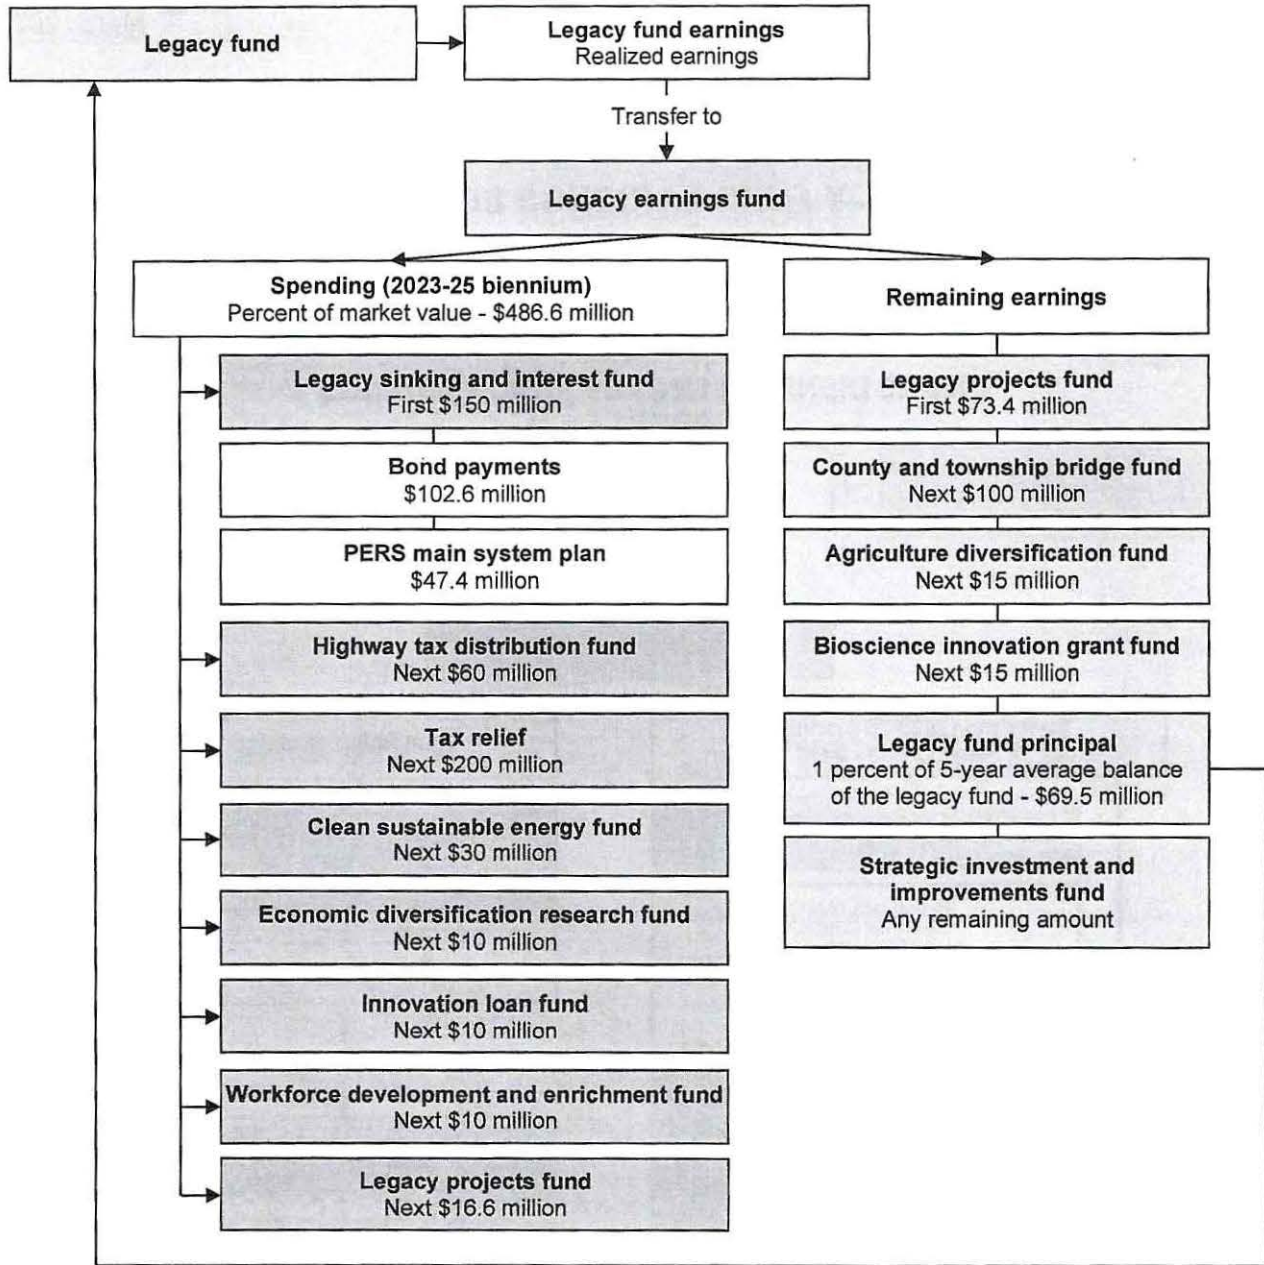 Legacy fund
Legacy fund earnings
Realized earnings
Transfer to
Legacy earnings fund
Spending (2023-25 biennium)
Percent of market value - $486.6 million
Legacy sinking and interest fund
First $150 million
Bond payments
$102.6 million
PERS main system plan
$47.4 million
Highway tax distribution fund
Next $60 million
Tax relief
Next $200 million
Clean sustainable energy fund
Next $30 million
Economic diversification research fund
Next $10 million
Innovation loan fund
Next $10 million
Workforce development and enrichment fund
Next $10 million
Legacy projects fund
Next $16.6 million
Remaining earnings
Legacy projects fund
First $73.4 million
County and township bridge fund
Next $100 million
Agriculture diversification fund
Next $15 million
Bioscience innovation grant fund
Next $15 million
Legacy fund principal
1 percent of 5-year average balance
of the legacy fund - $69.5 million
Strategic investment and
improvements fund
Any remaining amount